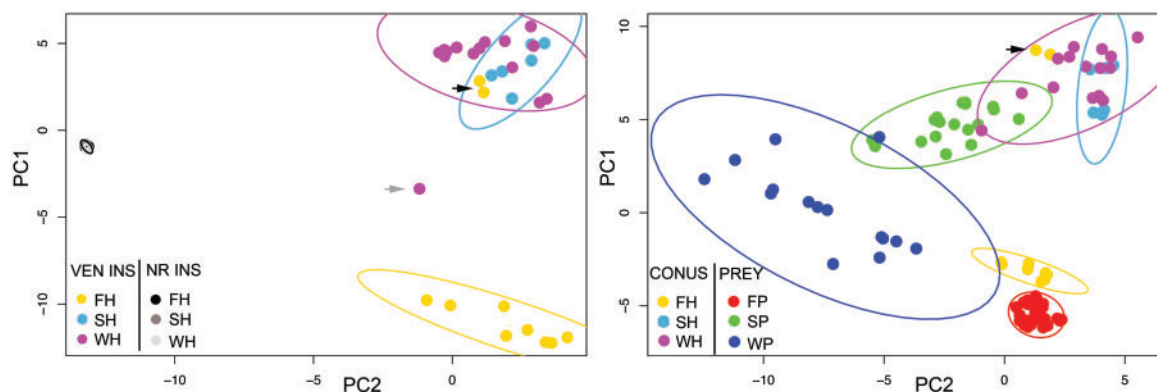 5
0
−5
−10
PC1
VEN INS NR INS
FH FH
SH SH
WH WH
−10 −5 0
PC2
10
5
0
−5
PC1
CONUS PREY
FH FP
SH SP
WH WP
−10 −5 0 5
PC2